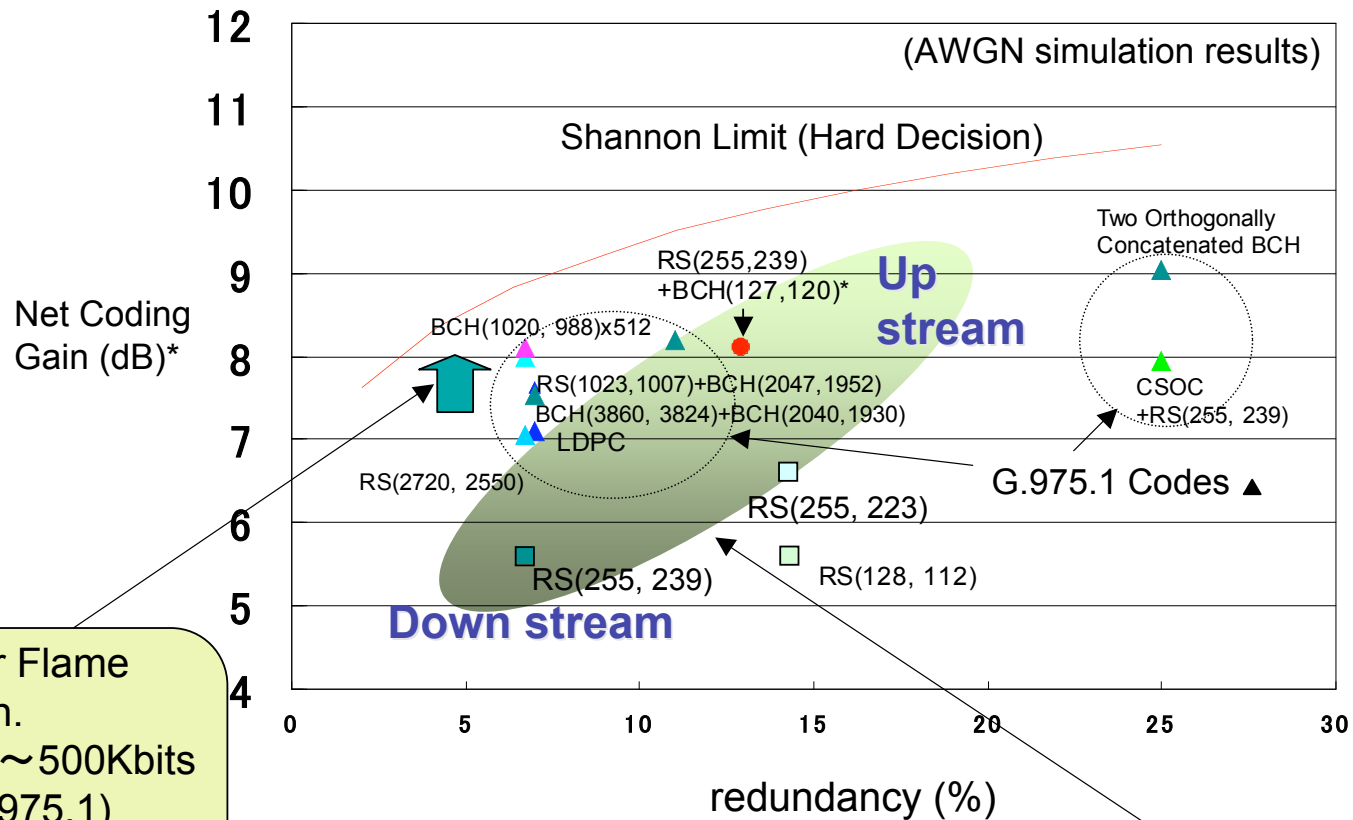 12
(AWGN simulation results)
11
Shannon Limit (Hard Decision)
10
Two Orthogonally
Concatenated BCH
9
RS(255,239)
+BCH(127,120)*
Up
stream
Net Coding
Gain (dB)*
BCH(1020, 988)x512
8
RS(1023,1007)+BCH(2047,1952)
CSOC
+RS(255, 239)
BCH(3860, 3824)+BCH(2040,1930)
7
LDPC
RS(2720, 2550)
G.975.1 Codes
RS(255, 223)
6
RS(255, 239)
RS(128, 112)
5
Down stream
4
0 5 10 15 20 25 30
redundancy (%)
Flame
~500Kbits
975.1)